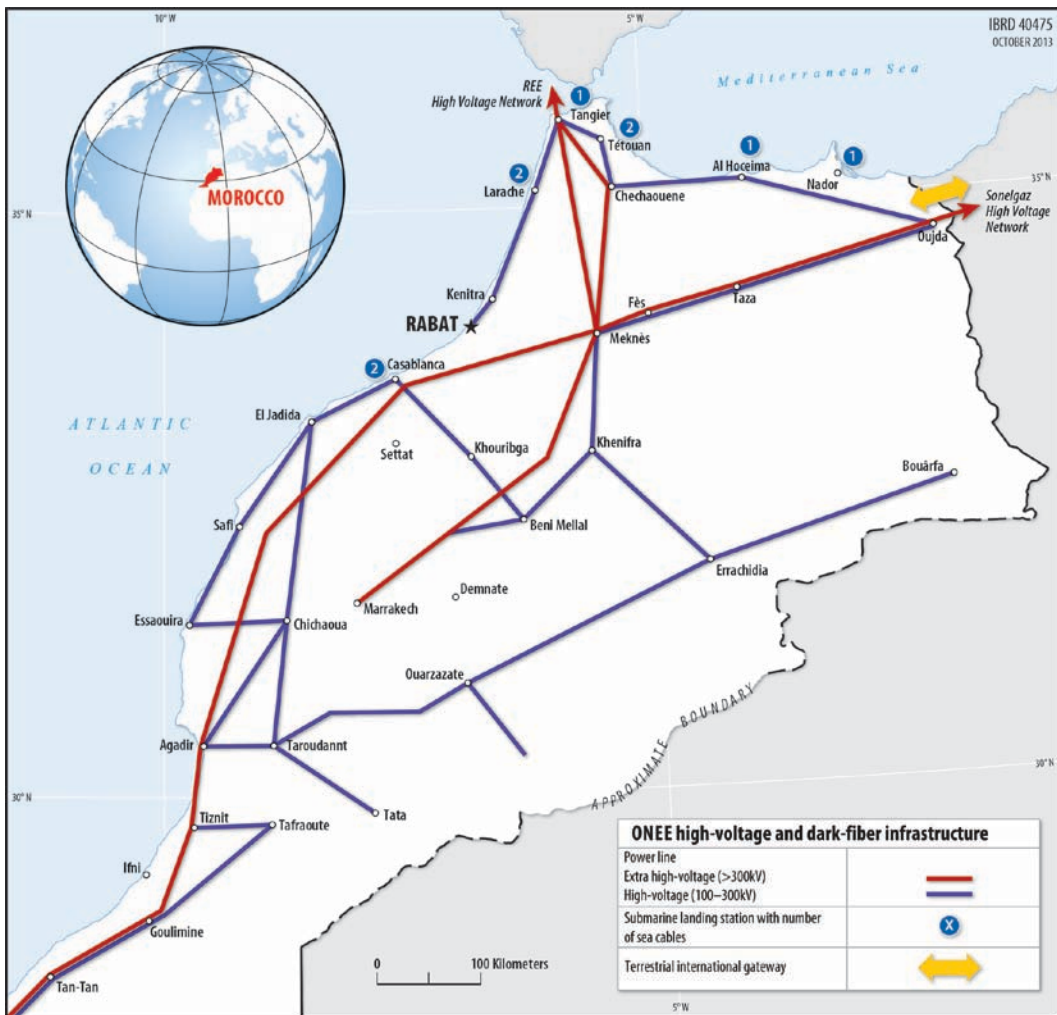 10°W
5°W
IBRD 40475
OCTOBER 2013
Mediterranean Sea
REE
High Voltage Network
1
Tangier
2
Tétouan
1
Al Hoceima
1
Nador
35°N
MOROCCO
2
Larache
Chechaouene
Sonelgaz
High Voltage
Network
35°N
Oujda
Kenitra
Fès
Taza
RABAT
Meknès
2
Casablanca
El Jadida
ATLANTIC
OCEAN
Settat
Khouribga
Khenifra
Bouârfa
Safi
Beni Mellal
Errachidia
Demnate
Marrakech
Essaouira
Chichaoua
Ouarzazate
APPROXIMATE BOUNDARY
Agadir
Taroudannt
30°N
30°N
Tata
Tiznit
Tafraoute
Ifni
Goulimine
Tan-Tan
0
100 Kilometers
ONEE high-voltage and dark-fiber infrastructure
Power line
Extra high-voltage (>300kV)
High-voltage (100–300kV)
Submarine landing station with number
of sea cables
X
Terrestrial international gateway
5°W